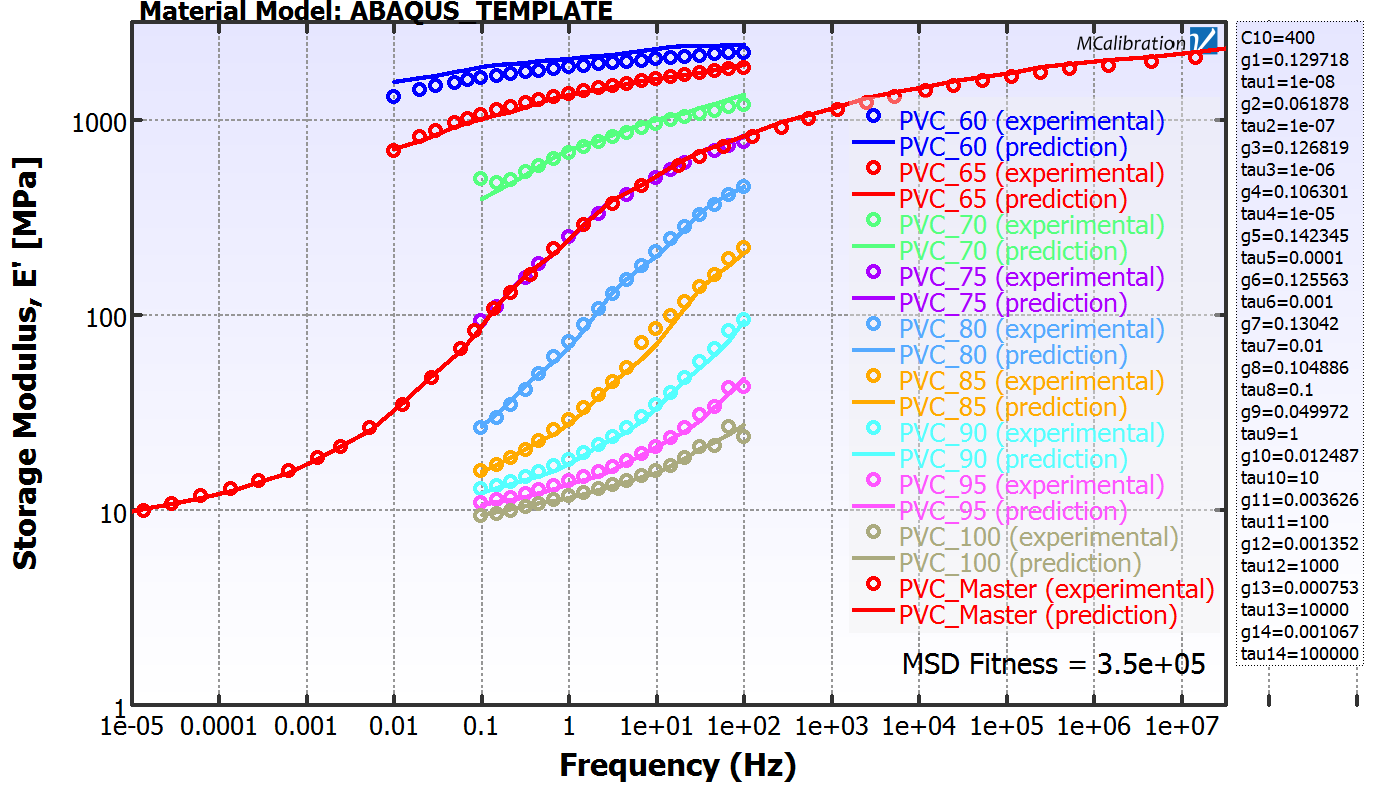 Material Model: ABAQUS_TEMPLATE
MCalibration
Storage Modulus, E' [MPa]
1000
100
10
1
1e-05 0.0001 0.001 0.01 0.1 1 10 1e+02 1e+03 1e+04 1e+05 1e+06 1e+07
Frequency (Hz)
PVC_60 (experimental)
PVC_60 (prediction)
PVC_65 (experimental)
PVC_65 (prediction)
PVC_70 (experimental)
PVC_70 (prediction)
PVC_75 (experimental)
PVC_75 (prediction)
PVC_80 (experimental)
PVC_80 (prediction)
PVC_85 (experimental)
PVC_85 (prediction)
PVC_90 (experimental)
PVC_90 (prediction)
PVC_95 (experimental)
PVC_95 (prediction)
PVC_100 (experimental)
PVC_100 (prediction)
PVC_Master (experimental)
PVC_Master (prediction)
MSD Fitness = 3.5e+05
C10=400
g1=0.129718
tau1=1e-08
g2=0.061878
tau2=1e-07
g3=0.126819
tau3=1e-06
g4=0.106301
tau4=1e-05
g5=0.142345
tau5=0.0001
g6=0.125563
tau6=0.001
g7=0.13042
tau7=0.01
g8=0.104886
tau8=0.1
g9=0.049972
tau9=1
g10=0.012487
tau10=10
g11=0.003626
tau11=100
g12=0.001352
tau12=1000
g13=0.000753
tau13=10000
g14=0.001067
tau14=100000